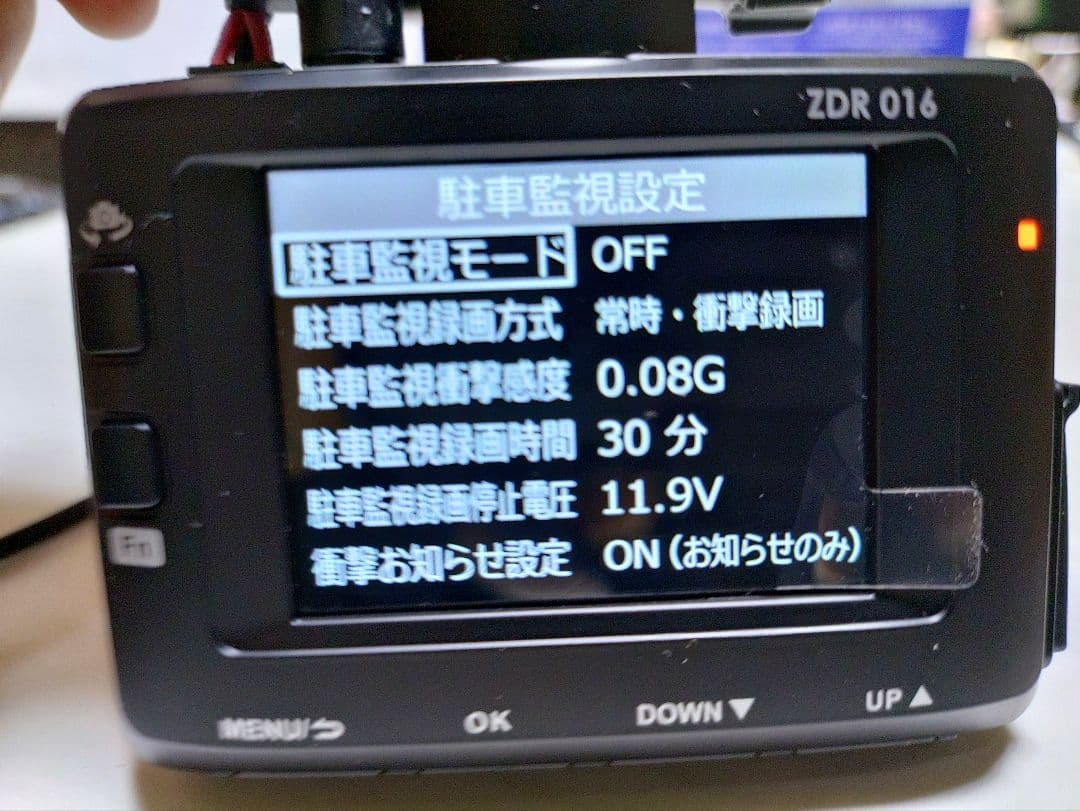 ZDR 016
駐車監視設定
駐車監視モード OFF
駐車監視録画方式 常時・衝撃録画
駐車監視衝撃感度 0.08G
駐車監視録画時間 30 分
駐車監視録画停止電圧 11.9V
衝撃お知らせ設定 ON(お知らせのみ)
Fn
MENU/⮌ OK DOWN▼ UP▲